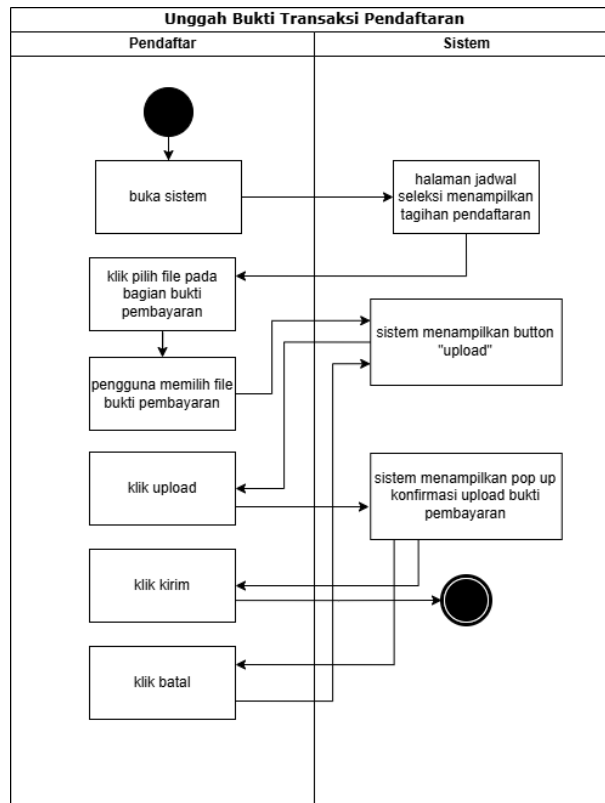 Unggah Bukti Transaksi Pendaftaran
Pendaftar
Sistem
buka sistem
halaman jadwal
seleksi menampilkan
tagihan pendaftaran
klik pilih file pada
bagian bukti
pembayaran
sistem menampilkan button
"upload"
pengguna memilih file
bukti pembayaran
klik upload
sistem menampilkan pop up
konfirmasi upload bukti
pembayaran
klik kirim
klik batal